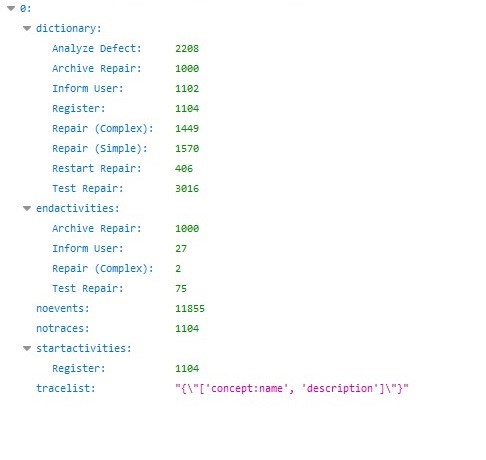 0:
dictionary:
Analyze Defect: 2208
Archive Repair: 1000
Inform User: 1102
Register: 1104
Repair (Complex): 1449
Repair (Simple): 1570
Restart Repair: 406
Test Repair: 3016
endactivities:
Archive Repair: 1000
Inform User: 27
Repair (Complex): 2
Test Repair: 75
noevents: 11855
notraces: 1104
startactivities:
Register: 1104
tracelist: "{\"['concept:name', 'description']\"}"